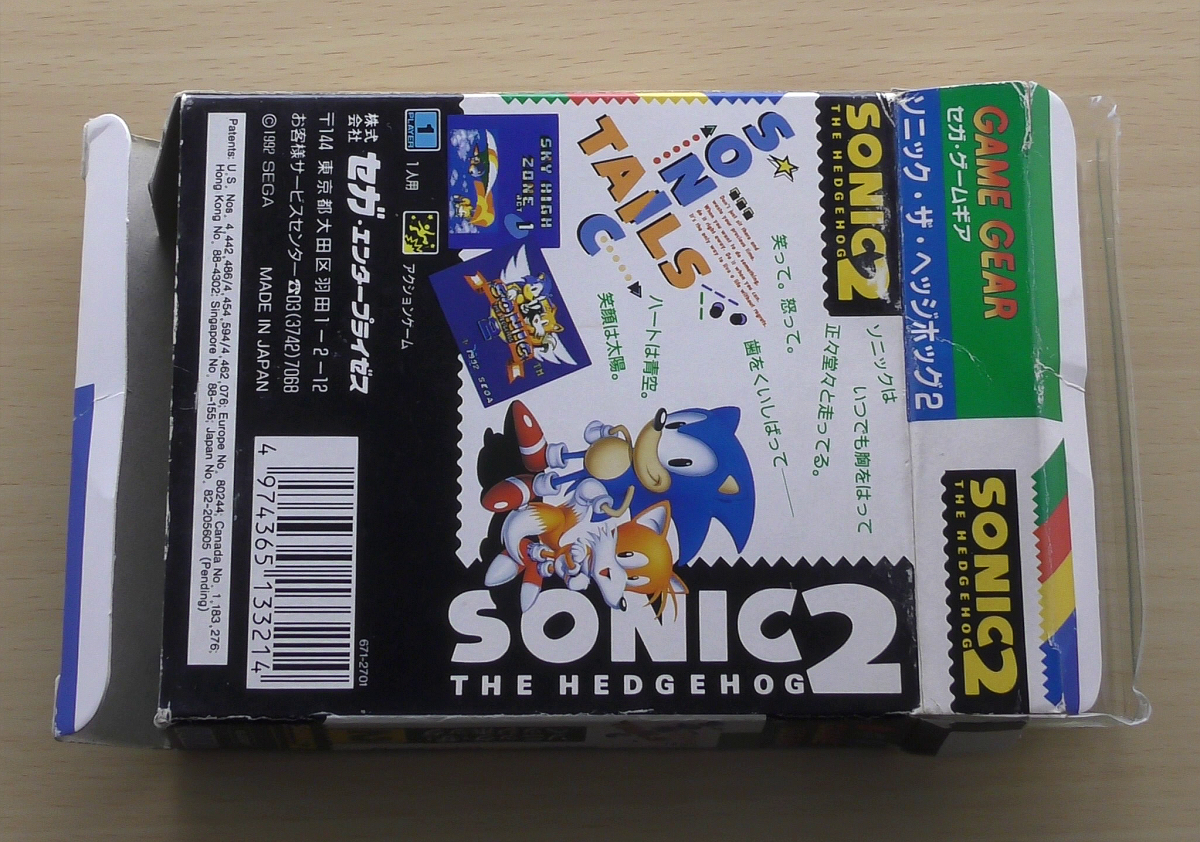 GAME GEAR
セガ・ゲームギア
ソニック・ザ・ヘッジホッグ2
SONIC 2
THE HEDGEHOG
SONIC 2
THE HEDGEHOG
SONIC
TAILS
ソニックは
いつでも胸をはって
正々堂々と走ってる。
笑って。怒って。
歯をくいしばって——
ハートは青空。
笑顔は太陽。
SKY HIGH
ZONE
ACT 1
SONIC
2
TM
© 1992 SEGA
SONIC 2
THE HEDGEHOG
1
PLAYER
1人用
アクションゲーム
株式
会社
セガ・エンタープライゼス
〒144 東京都大田区羽田1-2-12
お客様サービスセンター☎03(3742)7068
©1992 SEGA MADE IN JAPAN
671-2701
4 974365 133214
Patents: U.S. Nos. 4,442,486/4,454,594/4,462,076; Europe No. 80244; Canada No. 1,183,276;
Hong Kong No. 88-4302; Singapore No. 88-155; Japan No. 82-205605 (Pending)